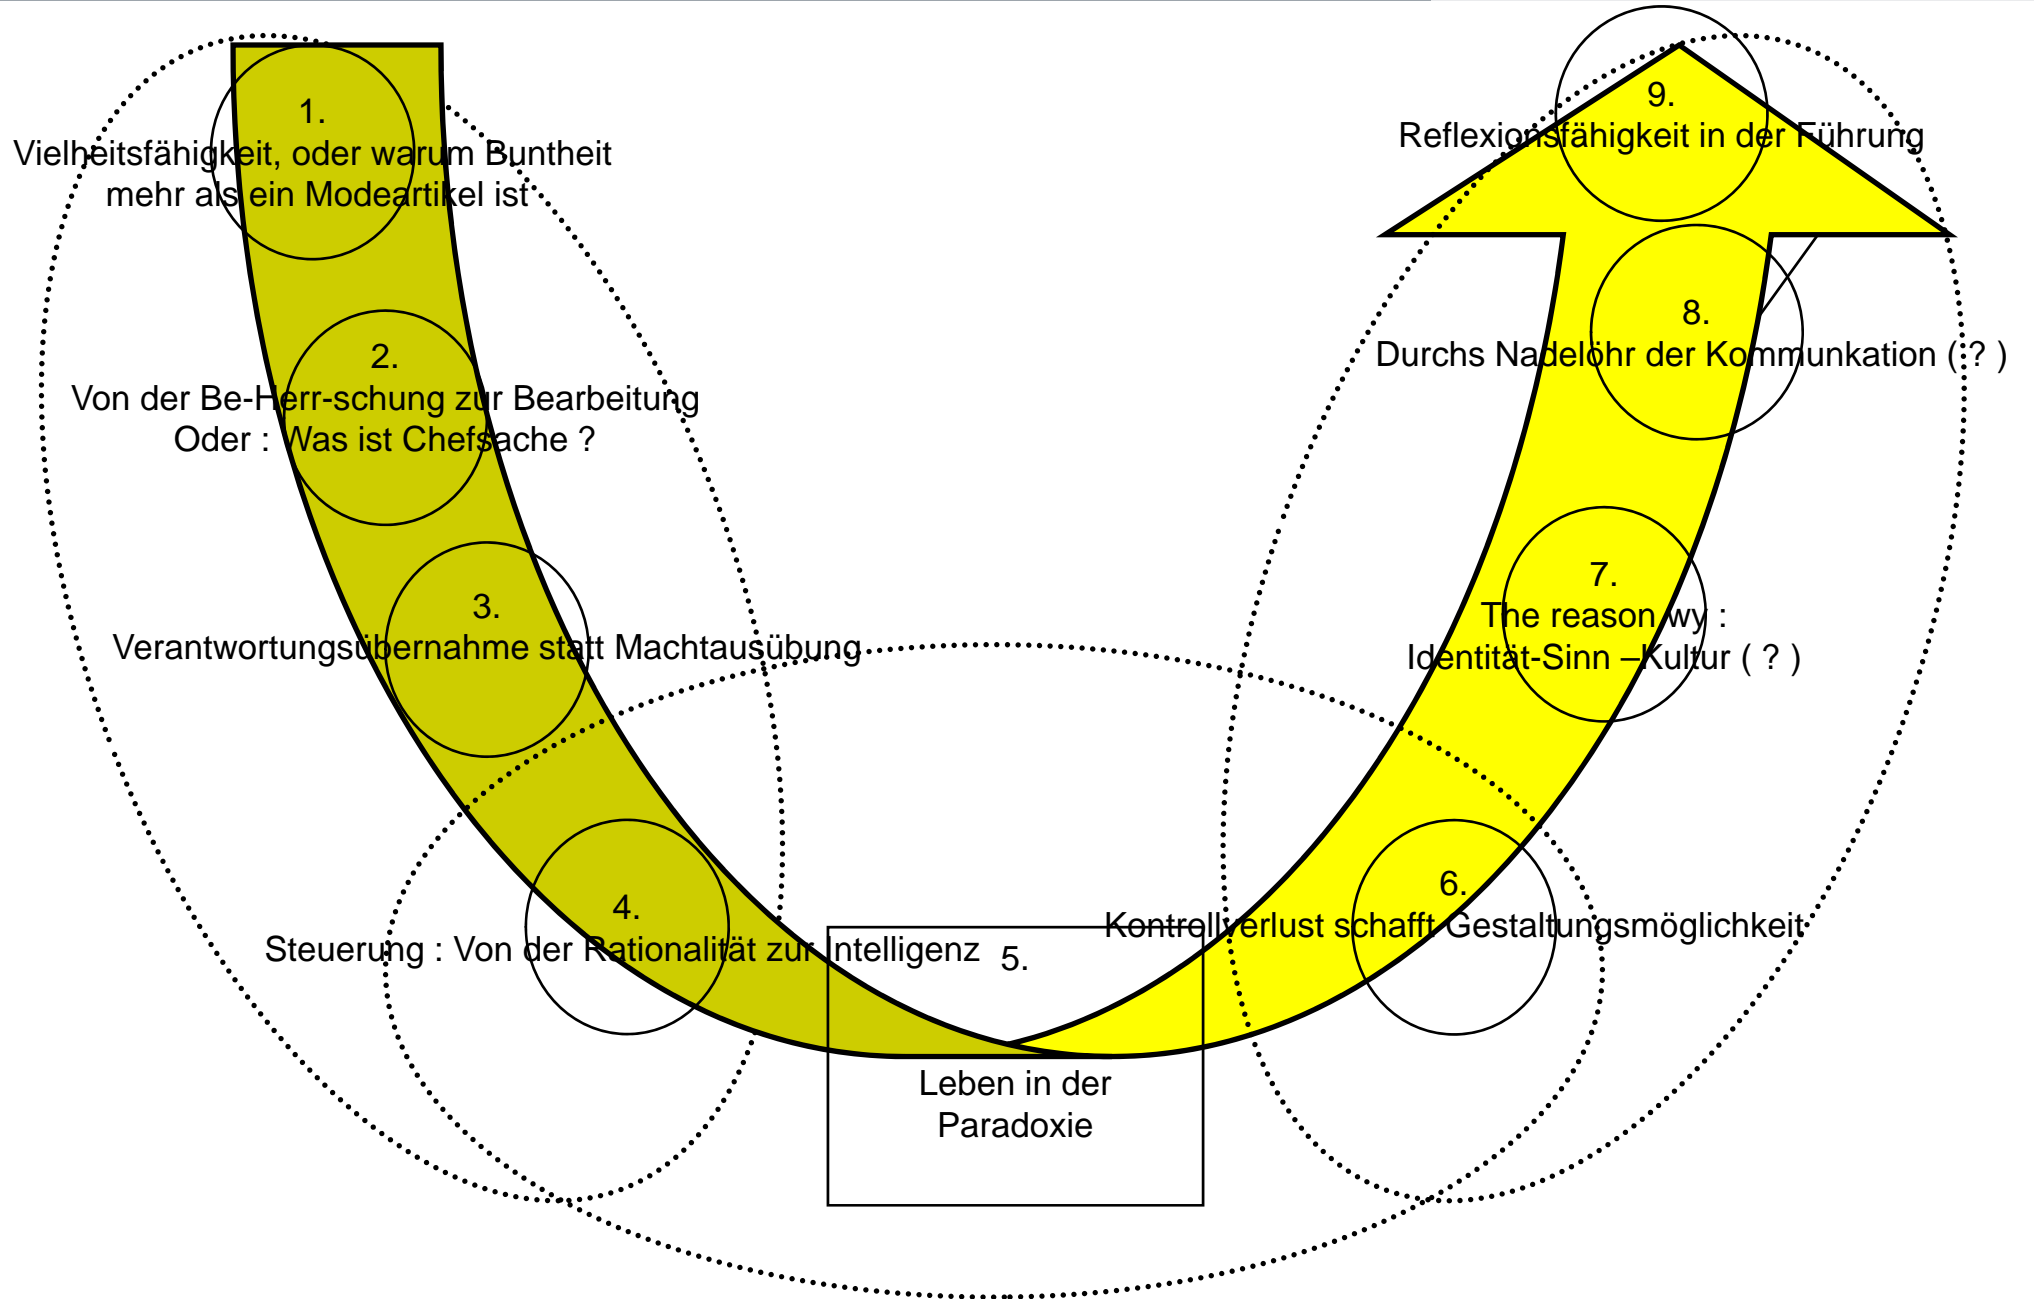 1.
Vielheitsfähigkeit, oder warum Buntheit
mehr als ein Modeartikel ist
2.
Von der Be-Herr-schung zur Bearbeitung
Oder : Was ist Chefsache ?
3.
Verantwortungsübernahme statt Machtausübung
4.
Steuerung : Von der Rationalität zur Intelligenz
5.
Leben in der
Paradoxie
6.
Kontrollverlust schafft Gestaltungsmöglichkeit
7.
The reason wy :
Identität-Sinn –Kultur ( ? )
8.
Durchs Nadelöhr der Kommunkation ( ? )
9.
Reflexionsfähigkeit in der Führung